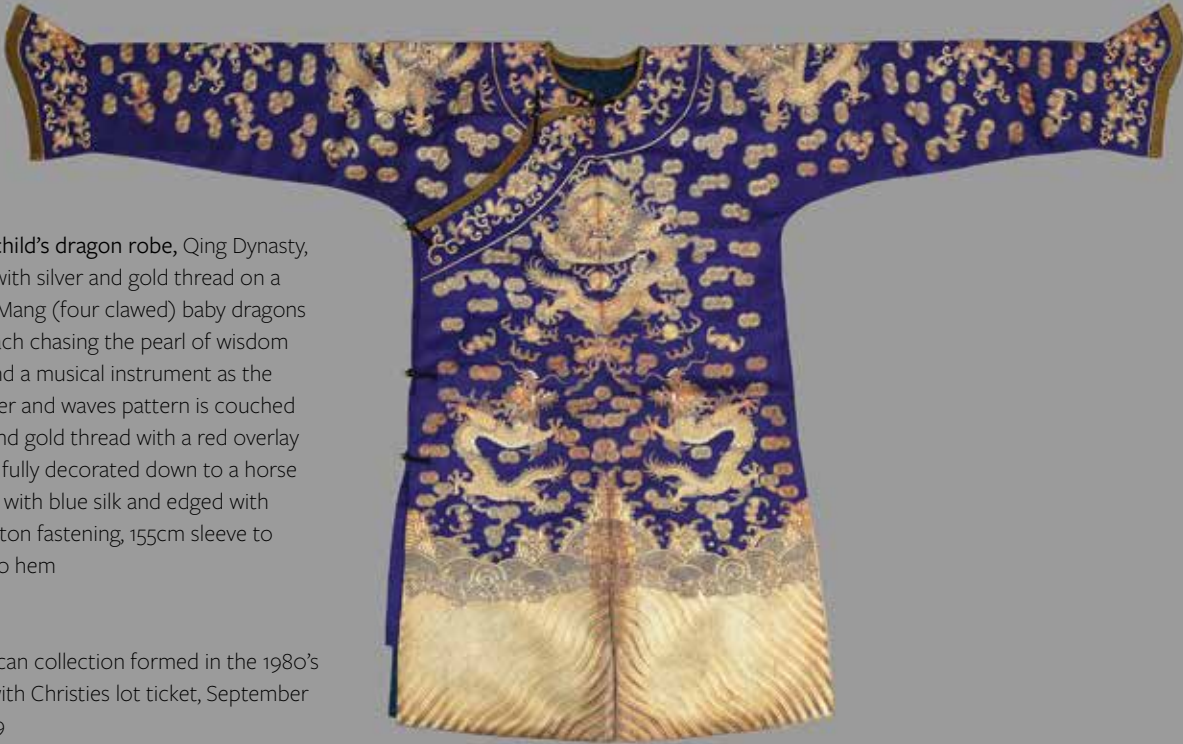 child's dragon robe, Qing Dynasty,
with silver and gold thread on a
Mang (four clawed) baby dragons
ach chasing the pearl of wisdom
nd a musical instrument as the
er and waves pattern is couched
nd gold thread with a red overlay
fully decorated down to a horse
with blue silk and edged with
ton fastening, 155cm sleeve to
o hem
can collection formed in the 1980's
with Christies lot ticket, September
9